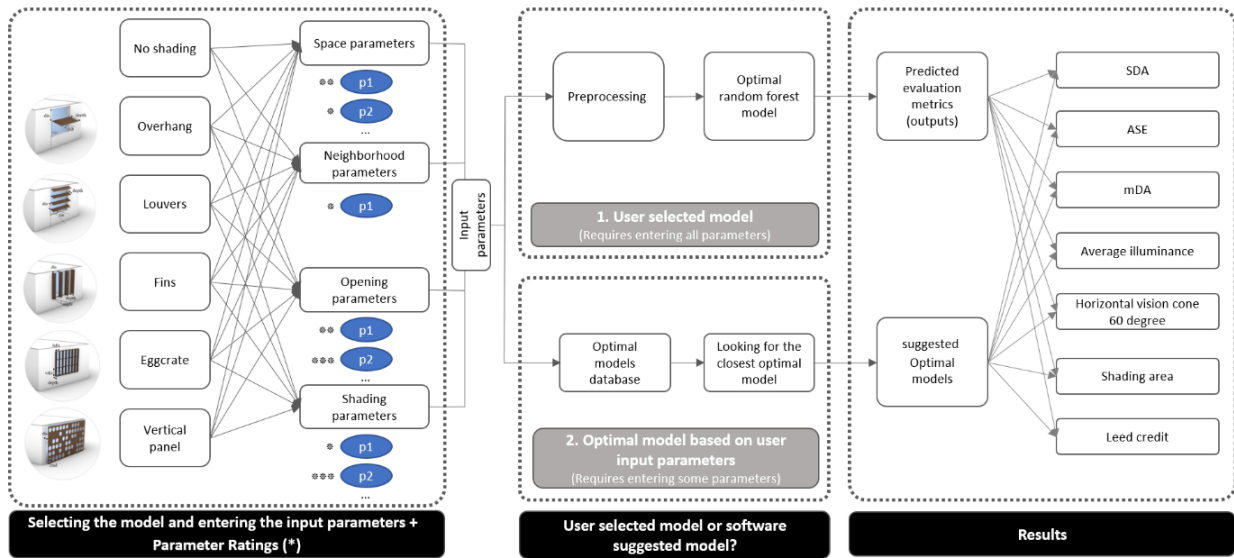 No shading
Overhang
Louvers
Fins
Eggcrate
Vertical
panel
Space parameters
** p1
* p2
...
Neighborhood
parameters
* p1
Opening
parameters
** p1
*** p2
...
Shading
parameters
* p1
*** p2
...
Input
parameters
Selecting the model and entering the input parameters +
Parameter Ratings (*)
Preprocessing
Optimal
random forest
model
1. User selected model
(Requires entering all parameters)
Optimal
models
database
Looking for the
closest optimal
model
2. Optimal model based on user
input parameters
(Requires entering some parameters)
User selected model or software
suggested model?
Predicted
evaluation
metrics
(outputs)
suggested
Optimal
models
SDA
ASE
mDA
Average illuminance
Horizontal vision cone
60 degree
Shading area
Leed credit
Results